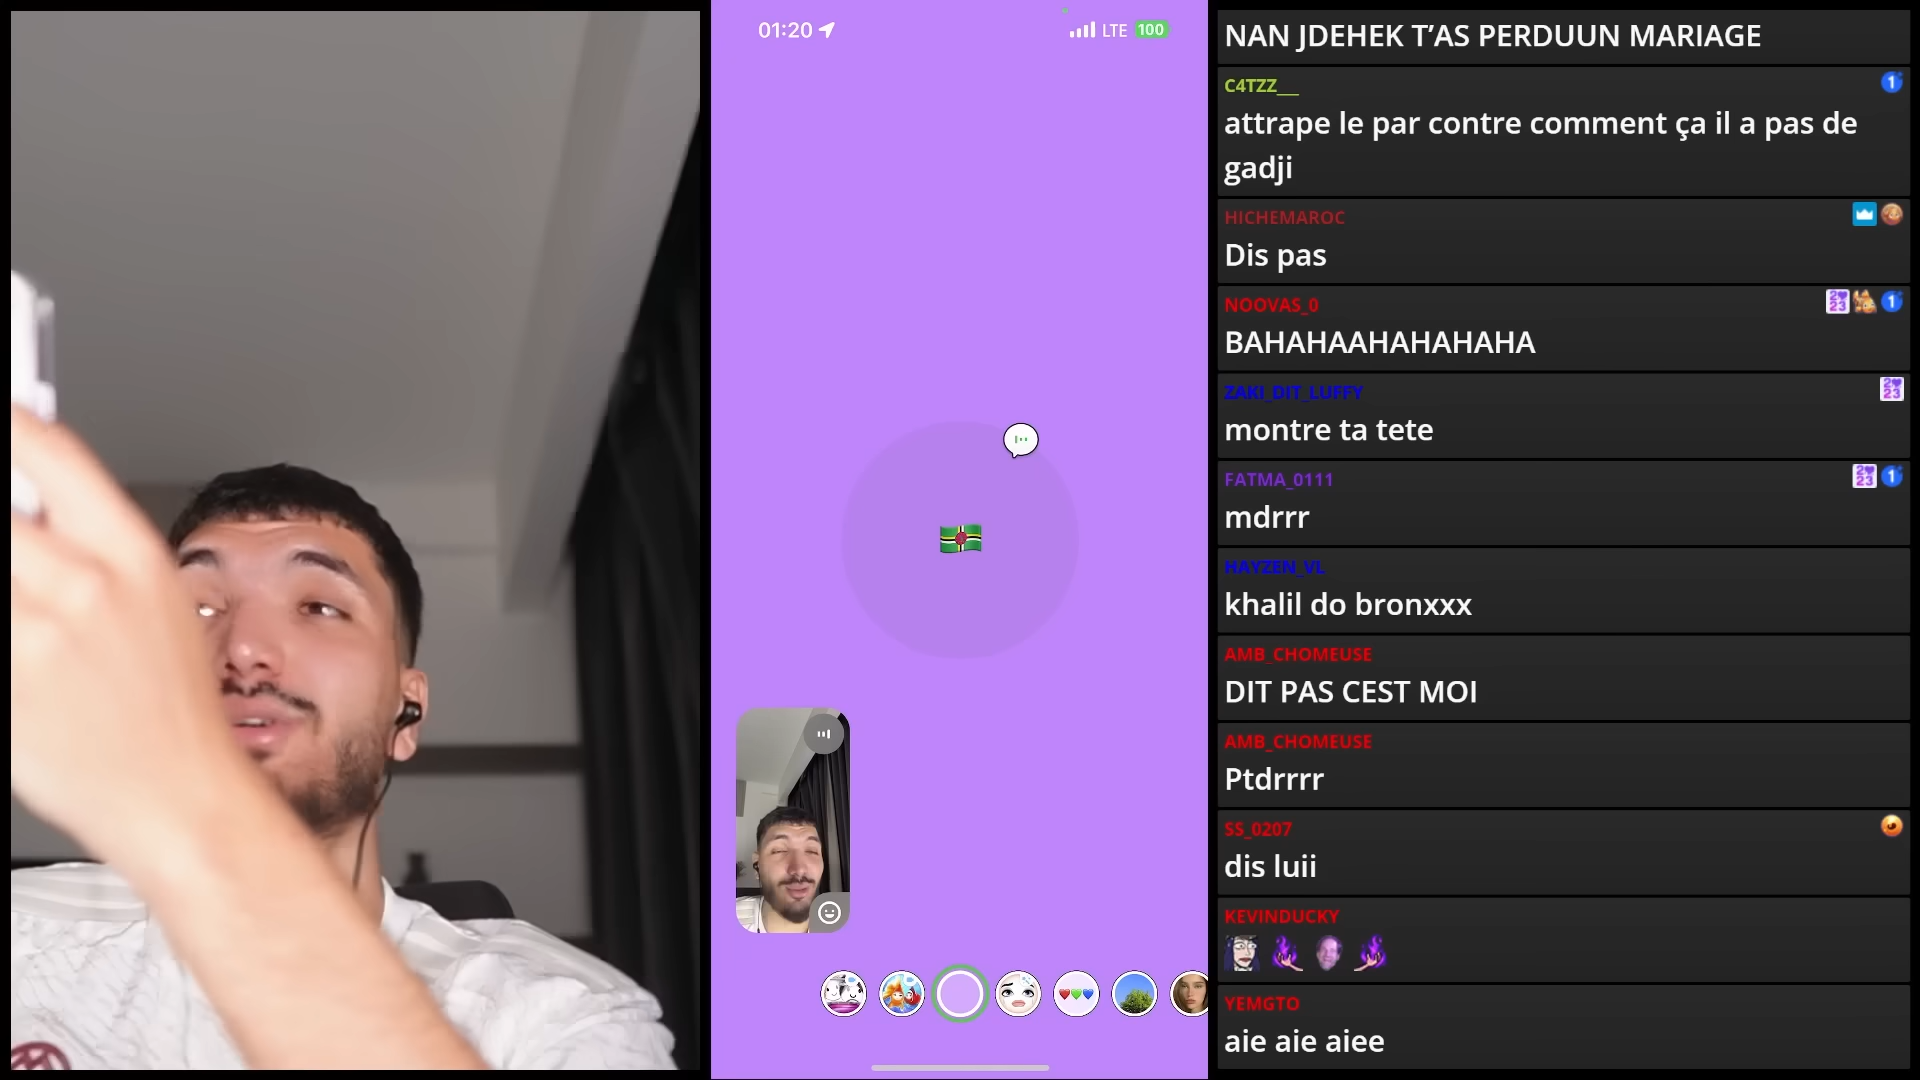 01:20
LTE 100
NAN JDEHEK T'AS PERDUUN MARIAGE
C4TZZ__
attrape le par contre comment ça il a pas de
gadji
HICHEMAROC
Dis pas
NOOVAS_0
BAHAHAAHAHAHAHA
ZAKI_DIT_LUFFY
montre ta tete
FATMA_0111
mdrrr
HAYZEN_VL
khalil do bronxxx
AMB_CHOMEUSE
DIT PAS CEST MOI
AMB_CHOMEUSE
Ptdrrrr
SS_0207
dis luii
KEVINDUCKY
YEMGTO
aie aie aiee